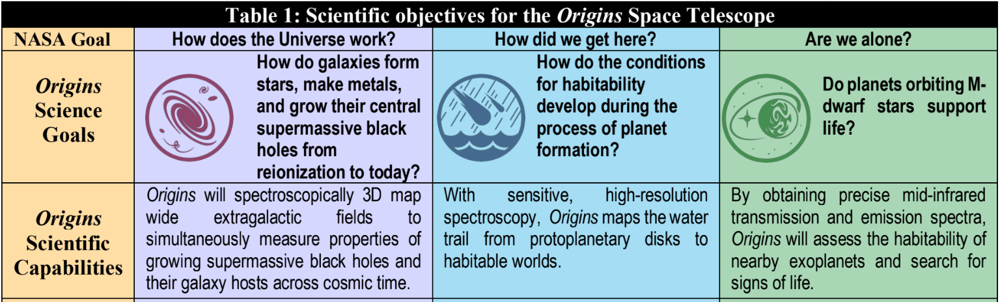 Table 1: Scientific objectives for the Origins Space Telescope
NASA Goal
How does the Universe work?
How did we get here?
Are we alone?
Origins
Science
Goals
How do galaxies form
stars, make metals,
and grow their central
supermassive black
holes from
reionization to today?
How do the conditions
for habitability
develop during the
process of planet
formation?
Do planets orbiting M-
dwarf stars support
life?
Origins
Scientific
Capabilities
Origins will spectroscopically 3D map
wide extragalactic fields to
simultaneously measure properties of
growing supermassive black holes and
their galaxy hosts across cosmic time.
With sensitive, high-resolution
spectroscopy, Origins maps the water
trail from protoplanetary disks to
habitable worlds.
By obtaining precise mid-infrared
transmission and emission spectra,
Origins will assess the habitability of
nearby exoplanets and search for
signs of life.